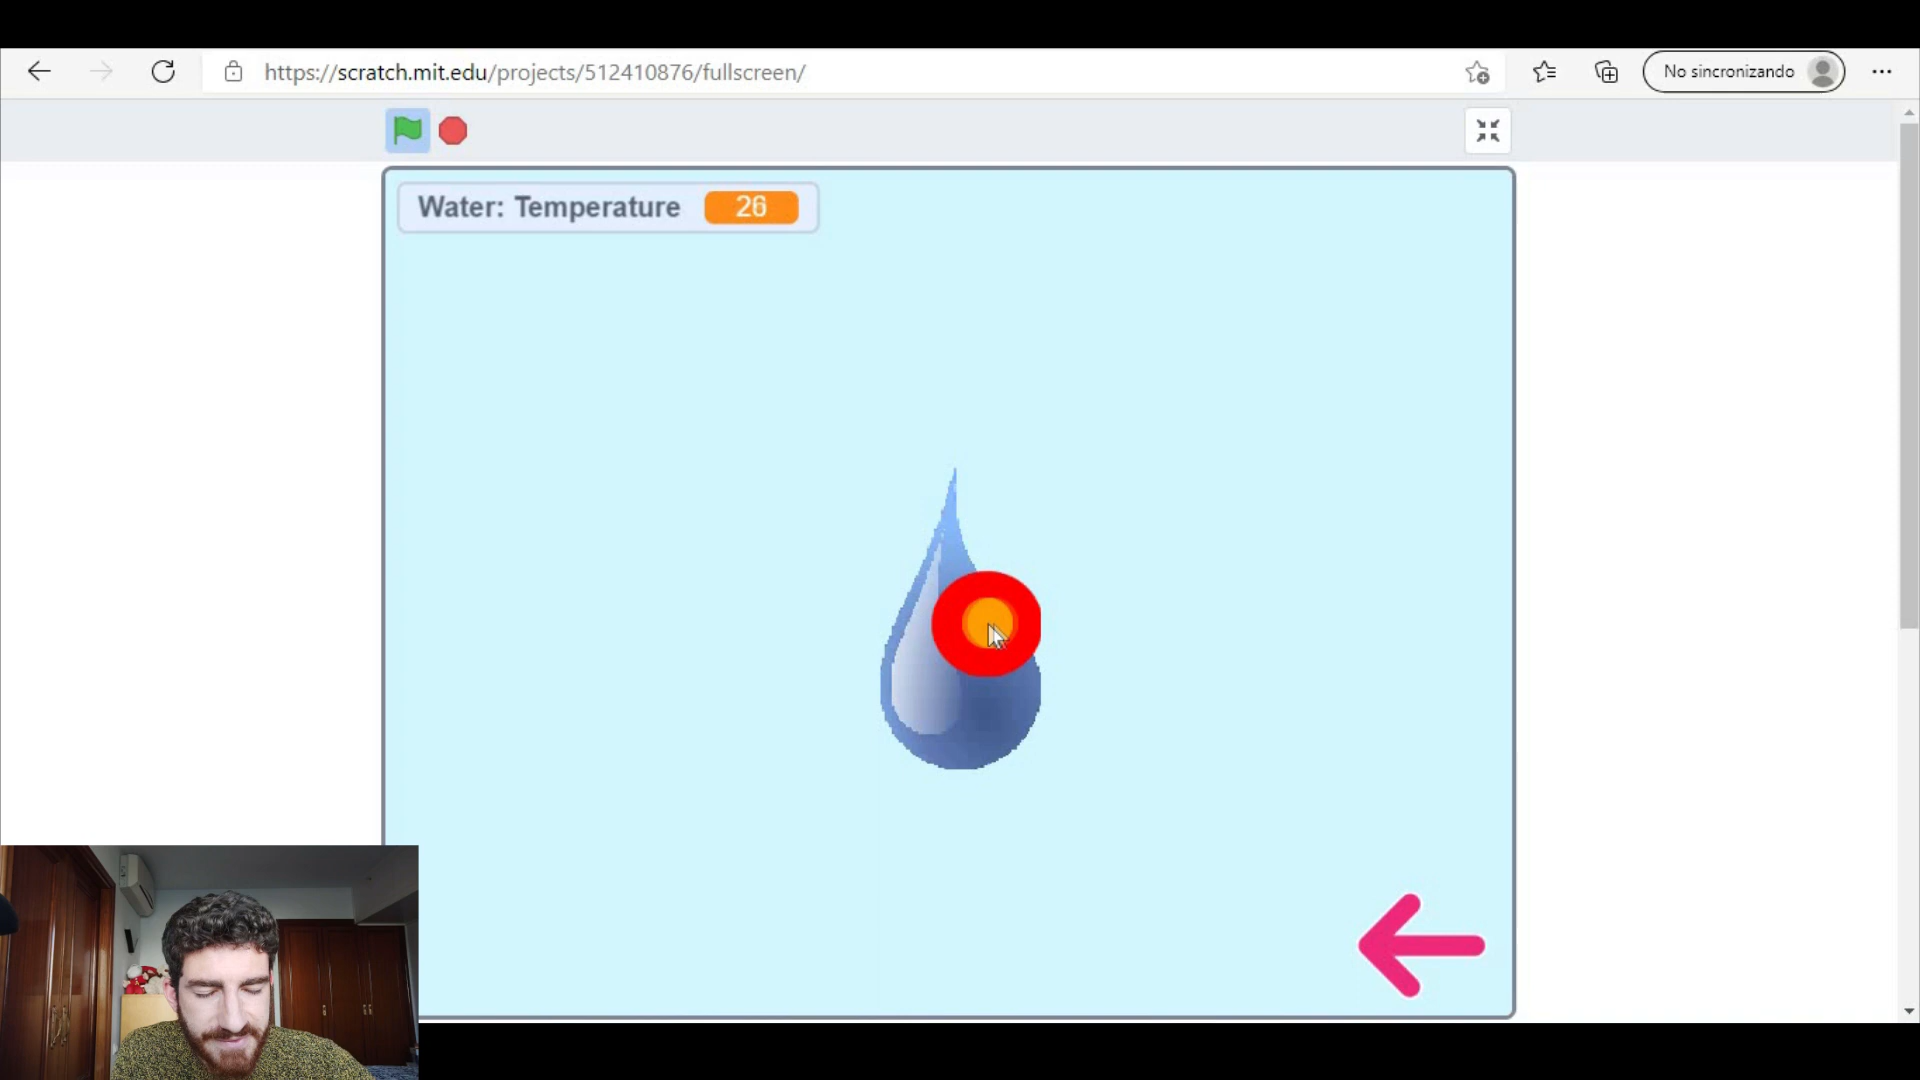 https://scratch.mit.edu/projects/512410876/fullscreen/
No sincronizando
Water: Temperature 26